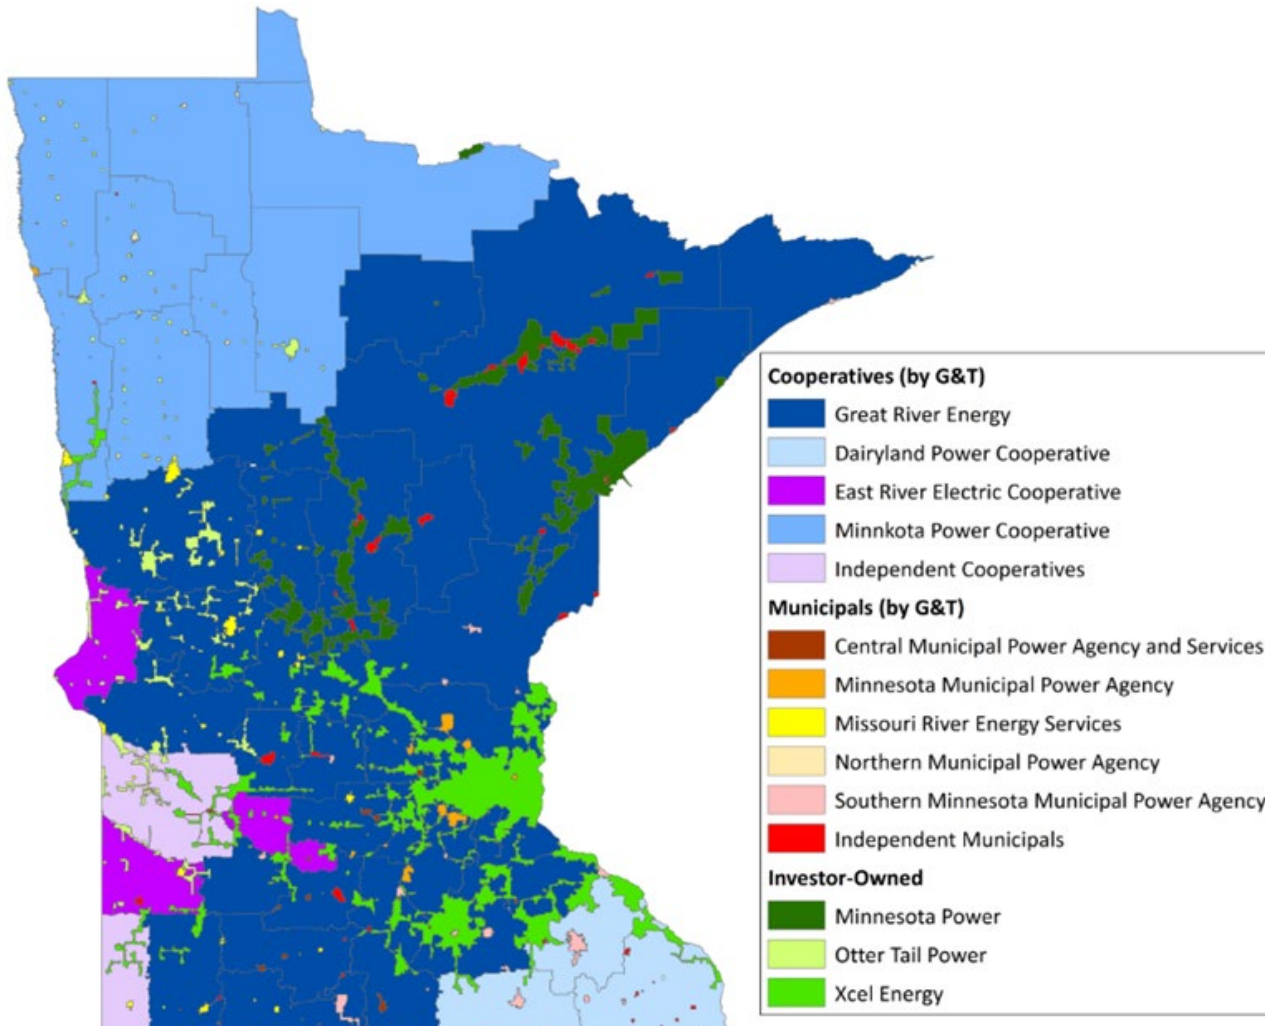 Cooperatives (by G&T)
Great River Energy
Dairyland Power Cooperative
East River Electric Cooperative
Minnkota Power Cooperative
Independent Cooperatives
Municipals (by G&T)
Central Municipal Power Agency and Services
Minnesota Municipal Power Agency
Missouri River Energy Services
Northern Municipal Power Agency
Southern Minnesota Municipal Power Agency
Independent Municipals
Investor-Owned
Minnesota Power
Otter Tail Power
Xcel Energy